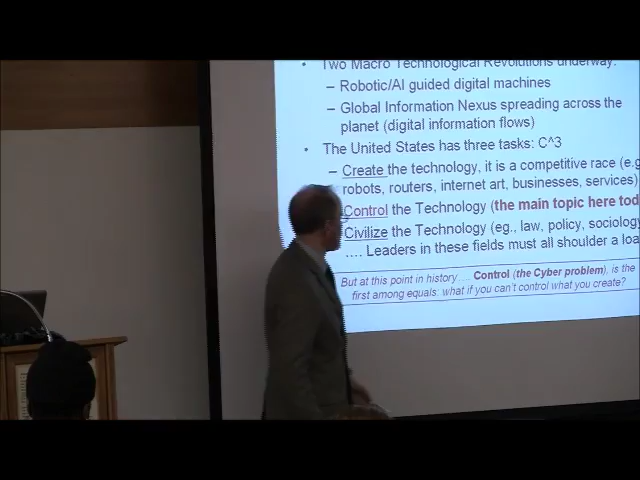 • Two Macro Technological Revolutions underway:
– Robotic/AI guided digital machines
– Global Information Nexus spreading across the
planet (digital information flows)
• The United States has three tasks: C^3
– Create the technology, it is a competitive race (e.g
robots, routers, internet art, businesses, services)
Control the Technology (the main topic here tod
Civilize the Technology (eg., law, policy, sociology
.... Leaders in these fields must all shoulder a loa
But at this point in history.... Control (the Cyber problem), is the
first among equals: what if you can't control what you create?